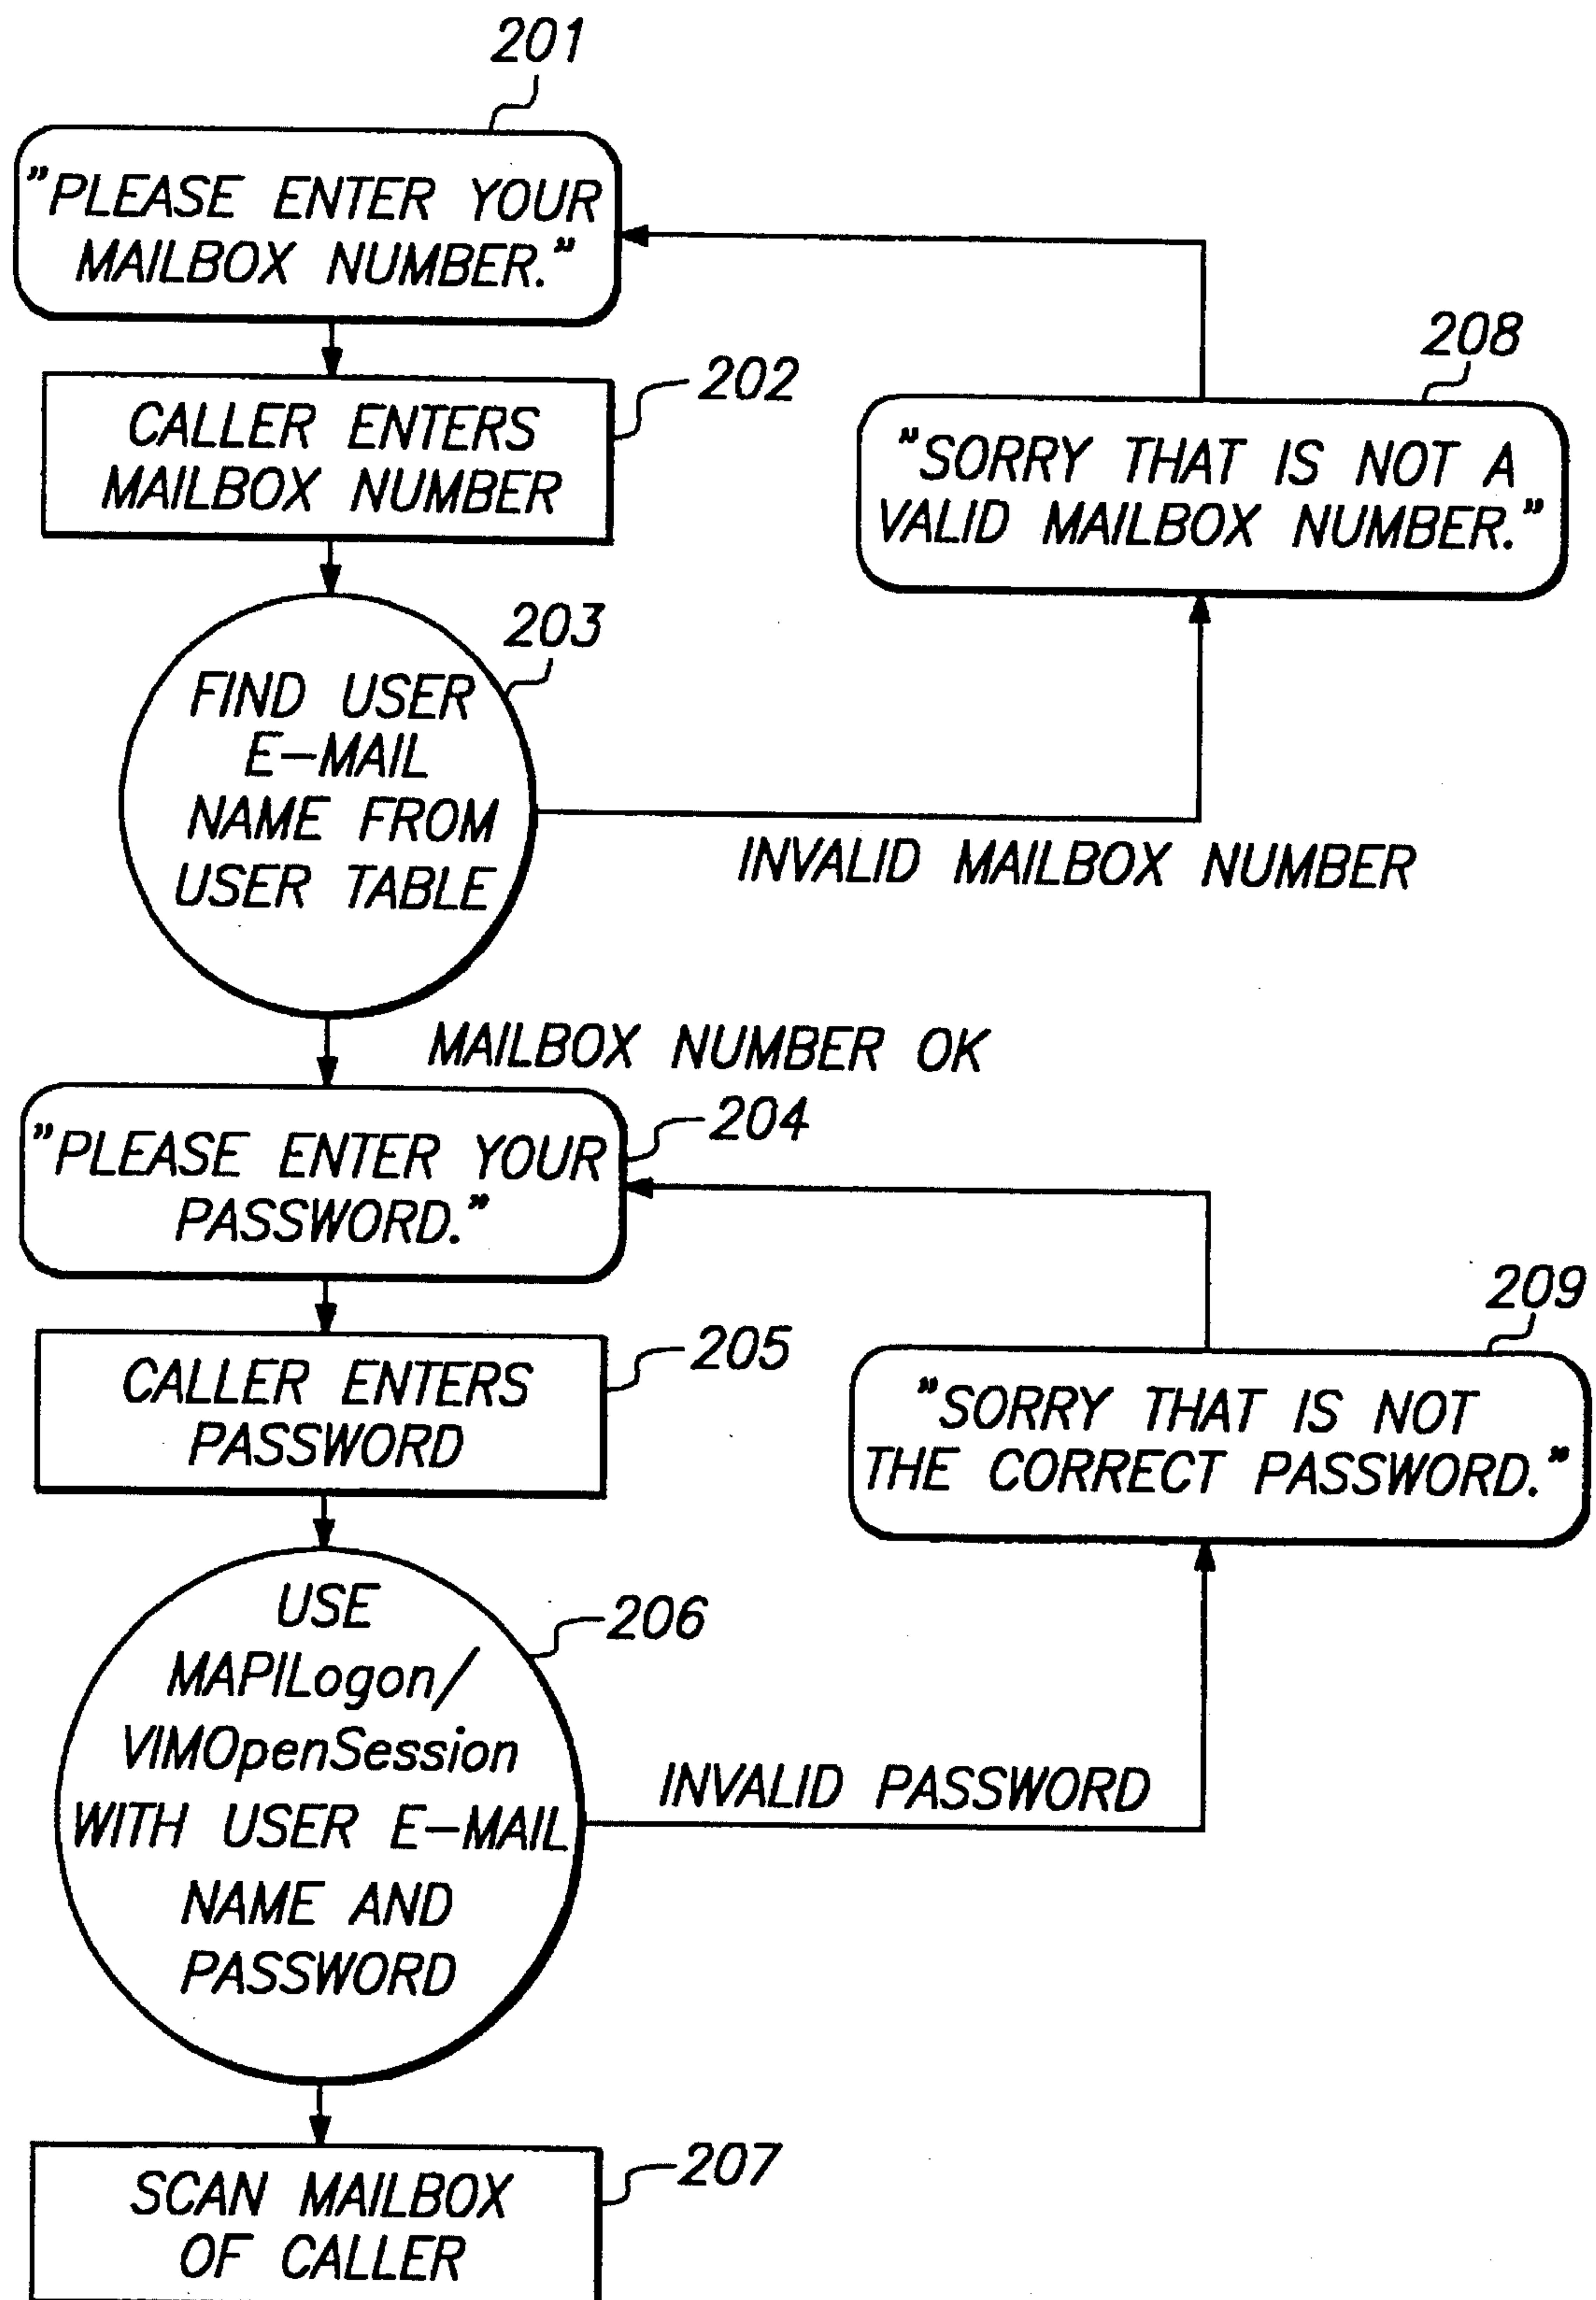 201
"PLEASE ENTER YOUR
MAILBOX NUMBER."
202
CALLER ENTERS
MAILBOX NUMBER
208
"SORRY THAT IS NOT A
VALID MAILBOX NUMBER."
203
FIND USER
E-MAIL
NAME FROM
USER TABLE
INVALID MAILBOX NUMBER
MAILBOX NUMBER OK
204
"PLEASE ENTER YOUR
PASSWORD."
205
CALLER ENTERS
PASSWORD
209
"SORRY THAT IS NOT
THE CORRECT PASSWORD."
206
USE
MAPILogon/
VIMOpenSession
WITH USER E-MAIL
NAME AND
PASSWORD
INVALID PASSWORD
207
SCAN MAILBOX
OF CALLER